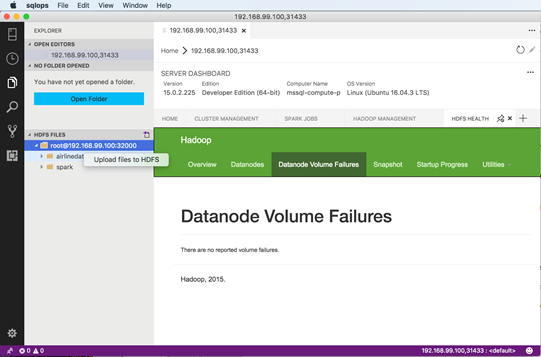 sqlops File Edit View Window Help
192.168.99.100,31433
EXPLORER
OPEN EDITORS
192.168.99.100,31433
NO FOLDER OPENED
You have not yet opened a folder.
Open Folder
HDFS FILES
root@192.168.99.100:32000
airlinedat
Upload files to HDFS
spark
192.168.99.100,31433
Home 192.168.99.100,31433
SERVER DASHBOARD
Version Edition Computer Name OS Version
15.0.2.225 Developer Edition (64-bit) mssql-compute-p Linux (Ubuntu 16.04.3 LTS)
HOME CLUSTER MANAGEMENT SPARK JOBS HADOOP MANAGEMENT HDFS HEALTH
Hadoop
Overview Datanodes Datanode Volume Failures Snapshot Startup Progress Utilities
Datanode Volume Failures
There are no reported volume failures.
Hadoop, 2015.
0 0 192.168.99.100,31433 : <default>